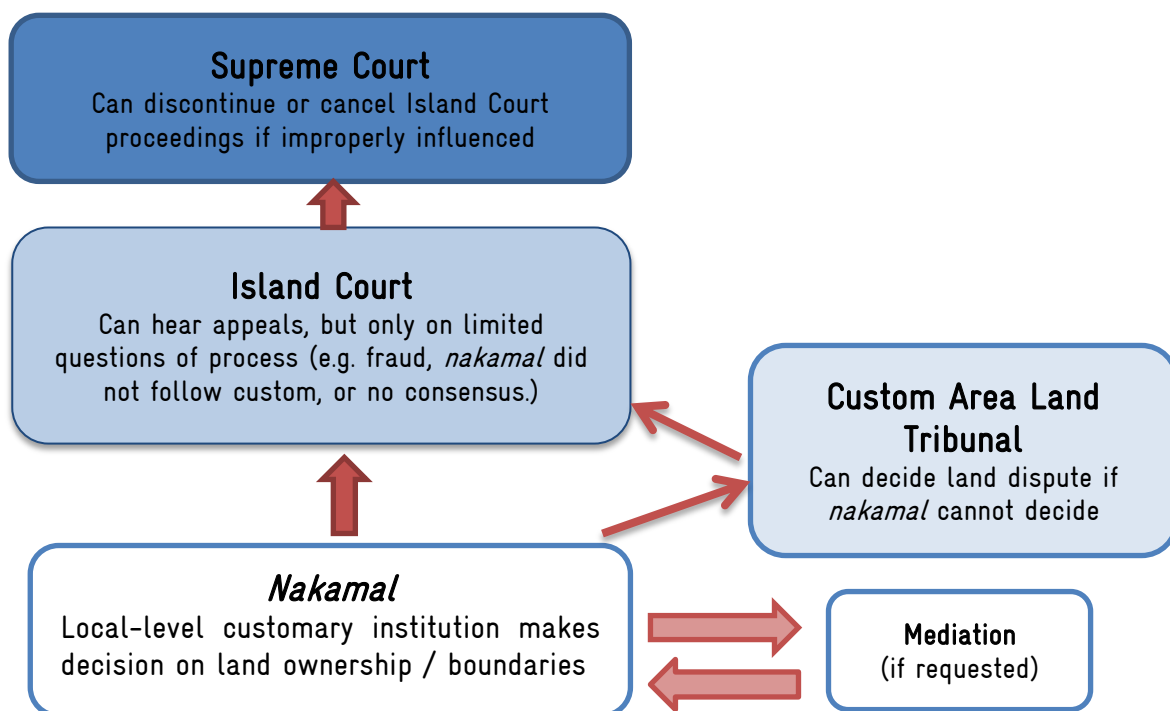 Supreme Court
Can discontinue or cancel Island Court
proceedings if improperly influenced
Island Court
Can hear appeals, but only on limited
questions of process (e.g. fraud, nakamal did
not follow custom, or no consensus.)
Custom Area Land
Tribunal
Can decide land dispute if
nakamal cannot decide
Nakamal
Local-level customary institution makes
decision on land ownership / boundaries
Mediation
(if requested)